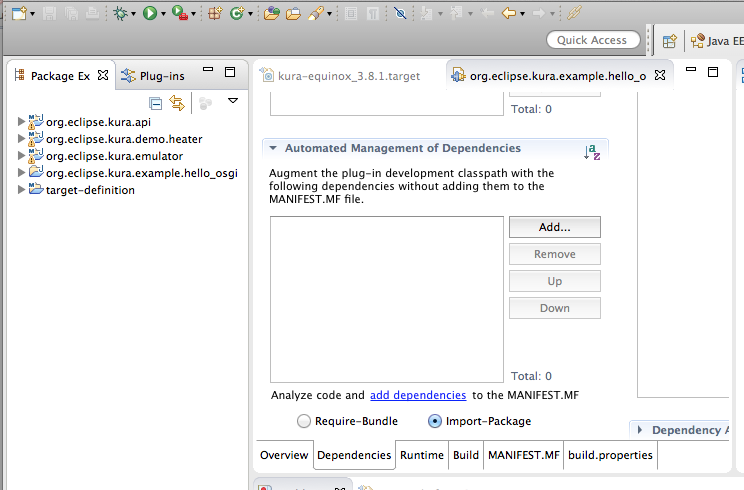 Quick Access
Java EE
Package Ex
Plug-ins
kura-equinox_3.8.1.target
org.eclipse.kura.example.hello_o
org.eclipse.kura.api
org.eclipse.kura.demo.heater
org.eclipse.kura.emulator
org.eclipse.kura.example.hello_osgi
target-definition
Total: 0
Automated Management of Dependencies
Augment the plug-in development classpath with the
following dependencies without adding them to the
MANIFEST.MF file.
Add...
Remove
Up
Down
Total: 0
Analyze code and add dependencies to the MANIFEST.MF
Require-Bundle
Import-Package
Dependency A
Overview
Dependencies
Runtime
Build
MANIFEST.MF
build.properties